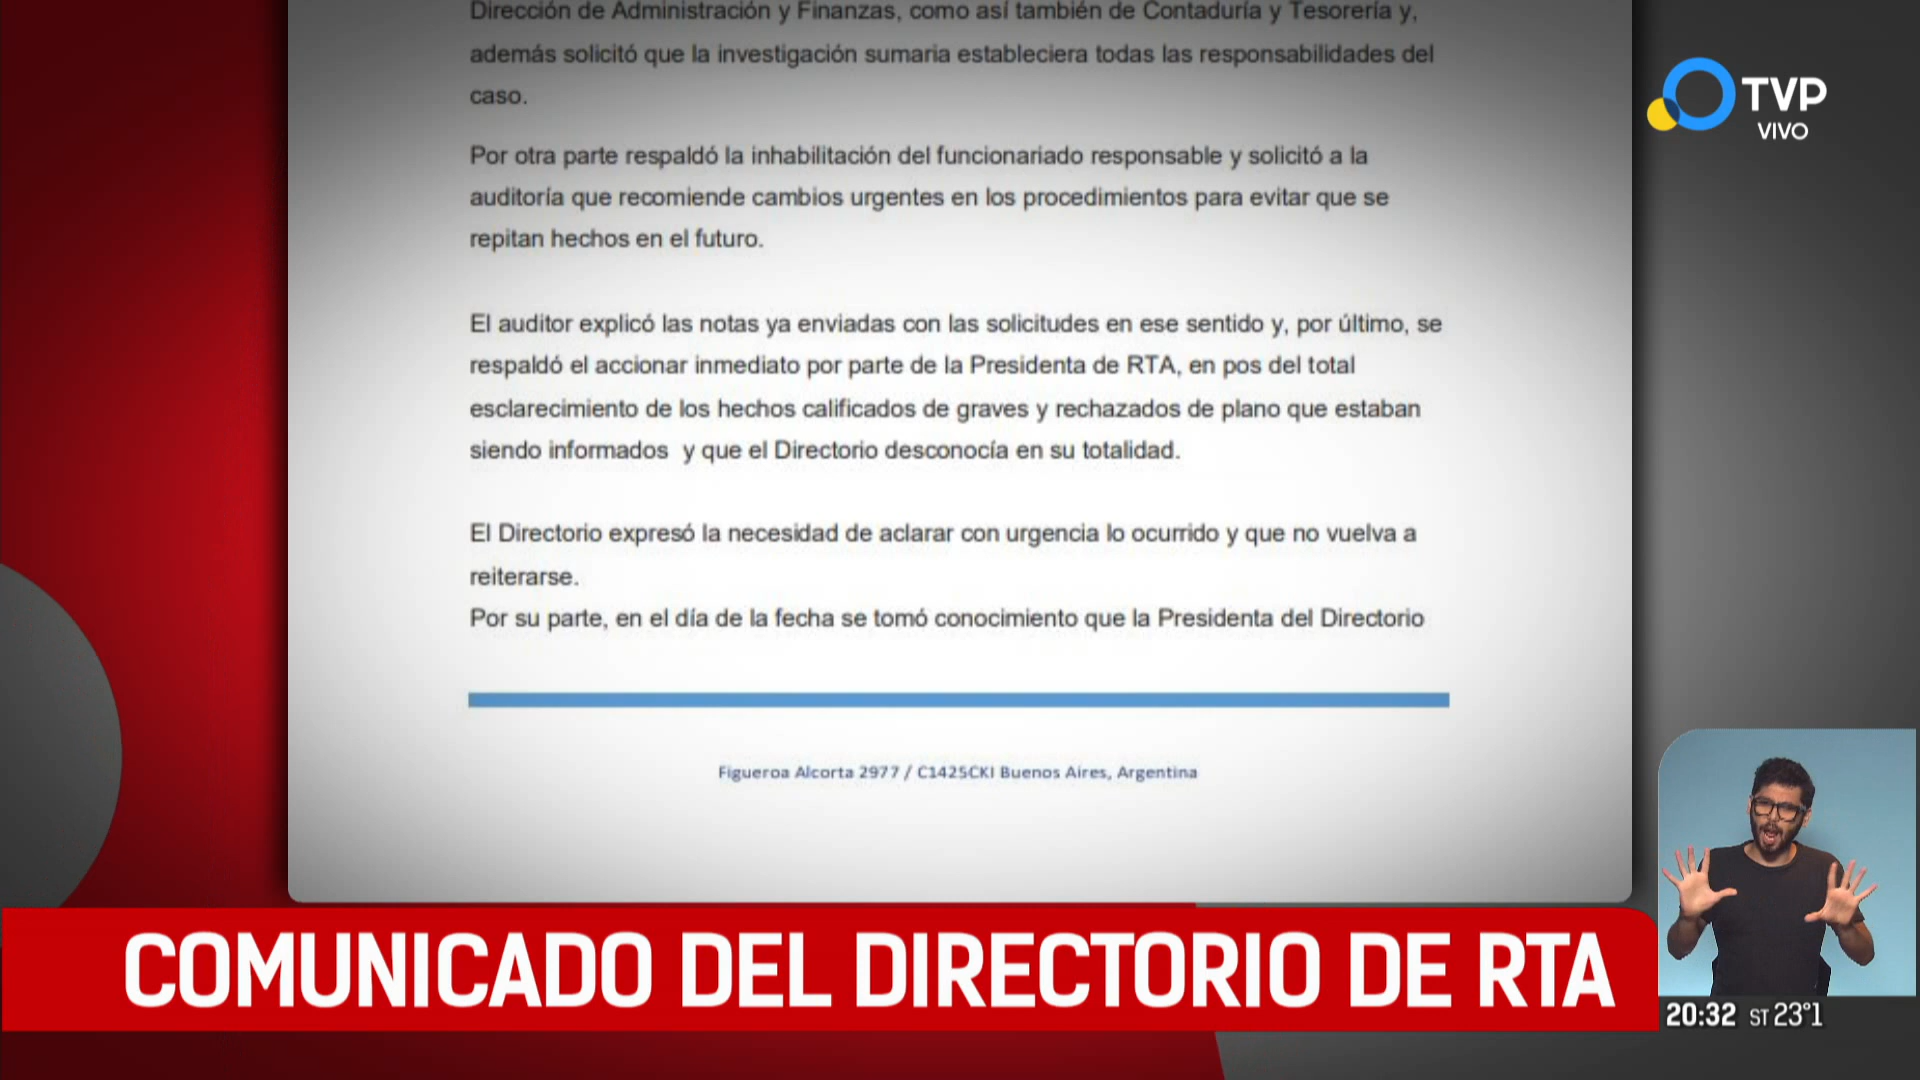 Dirección de Administración y Finanzas, como así también de Contaduría y Tesorería y,
además solicitó que la investigación sumaria estableciera todas las responsabilidades del
caso.
Por otra parte respaldó la inhabilitación del funcionariado responsable y solicitó a la
auditoría que recomiende cambios urgentes en los procedimientos para evitar que se
repitan hechos en el futuro.
El auditor explicó las notas ya enviadas con las solicitudes en ese sentido y, por último, se
respaldó el accionar inmediato por parte de la Presidenta de RTA, en pos del total
esclarecimiento de los hechos calificados de graves y rechazados de plano que estaban
siendo informados  y que el Directorio desconocía en su totalidad.
El Directorio expresó la necesidad de aclarar con urgencia lo ocurrido y que no vuelva a
reiterarse.
Por su parte, en el día de la fecha se tomó conocimiento que la Presidenta del Directorio
Figueroa Alcorta 2977 / C1425CKI Buenos Aires, Argentina
TVP
VIVO
COMUNICADO DEL DIRECTORIO DE RTA
20:32 ST 23°1